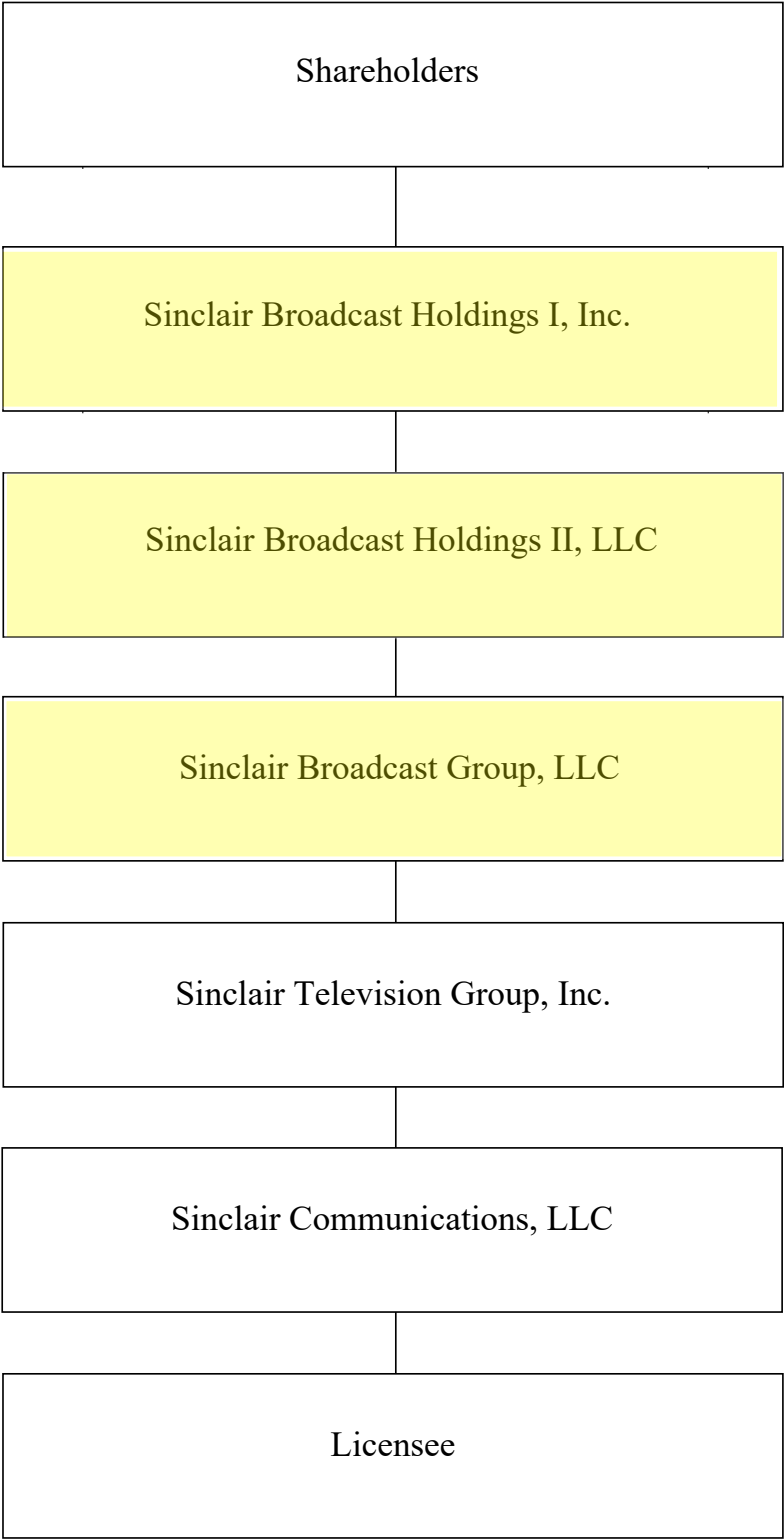 Shareholders
Sinclair Broadcast Holdings I, Inc.
Sinclair Broadcast Holdings II, LLC
Sinclair Broadcast Group, LLC
Sinclair Television Group, Inc.
Sinclair Communications, LLC
Licensee